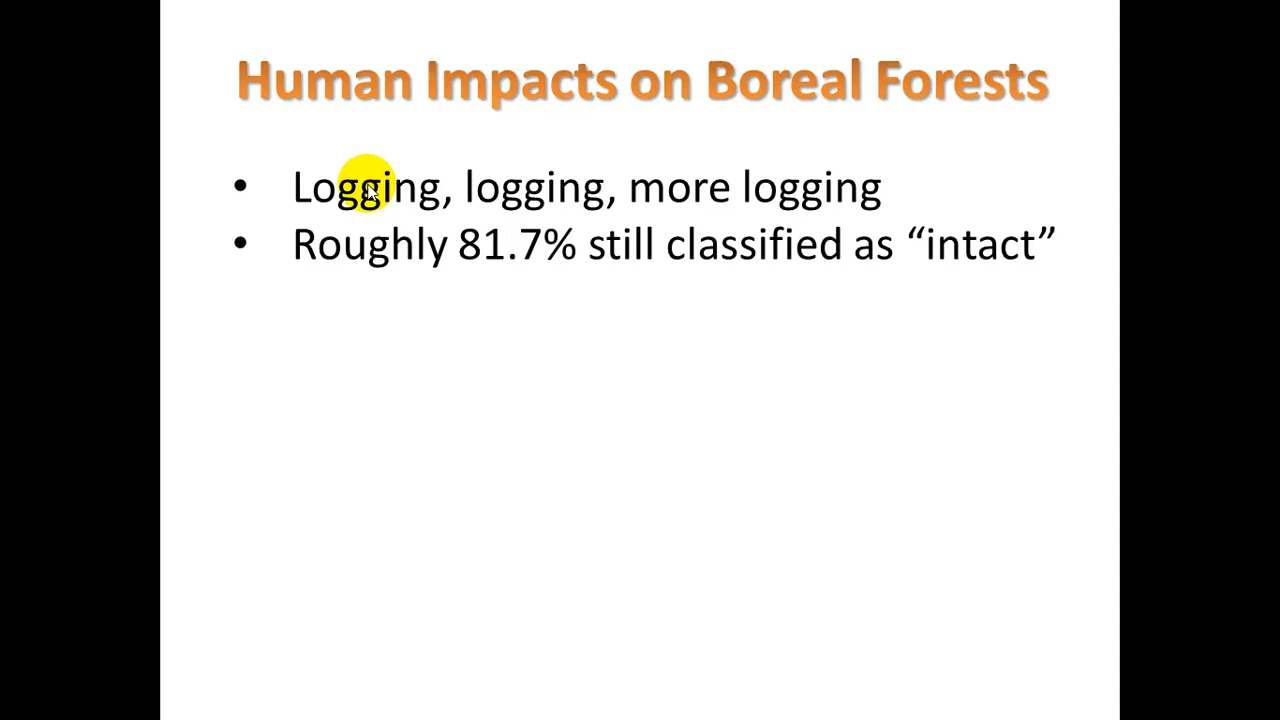 Human Impacts on Boreal Forests
• Logging, logging, more logging
• Roughly 81.7% still classified as “intact”